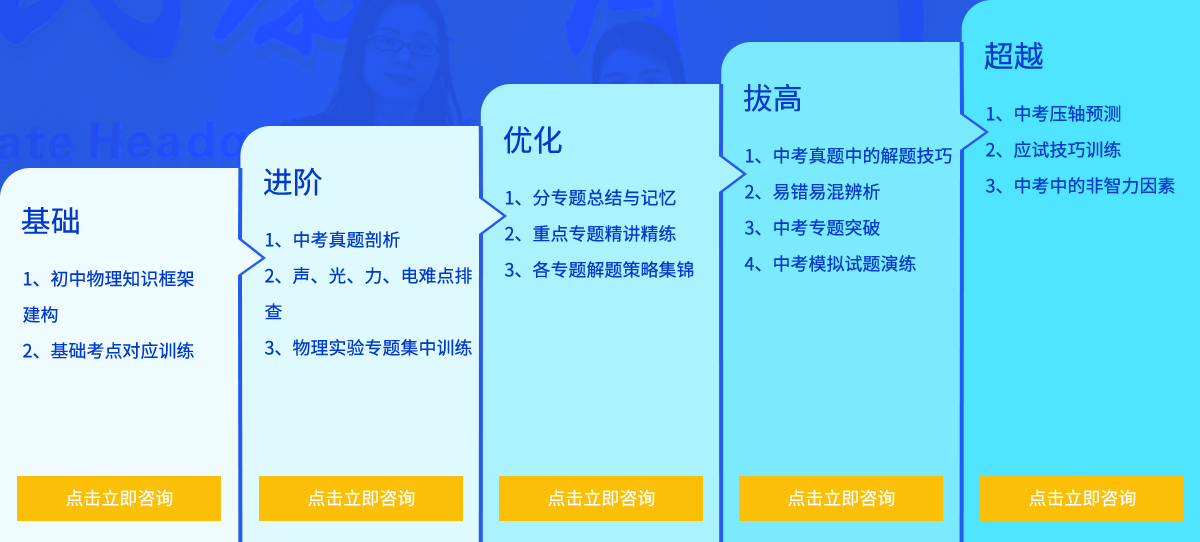 基础
1、初中物理知识框架
建构
2、基础考点对应训练
点击立即咨询
进阶
1、中考真题剖析
2、声、光、力、电难点排
查
3、物理实验专题集中训练
点击立即咨询
优化
1、分专题总结与记忆
2、重点专题精讲精练
3、各专题解题策略集锦
点击立即咨询
拔高
1、中考真题中的解题技巧
2、易错易混辨析
3、中考专题突破
4、中考模拟试题演练
点击立即咨询
超越
1、中考压轴预测
2、应试技巧训练
3、中考中的非智力因素
点击立即咨询